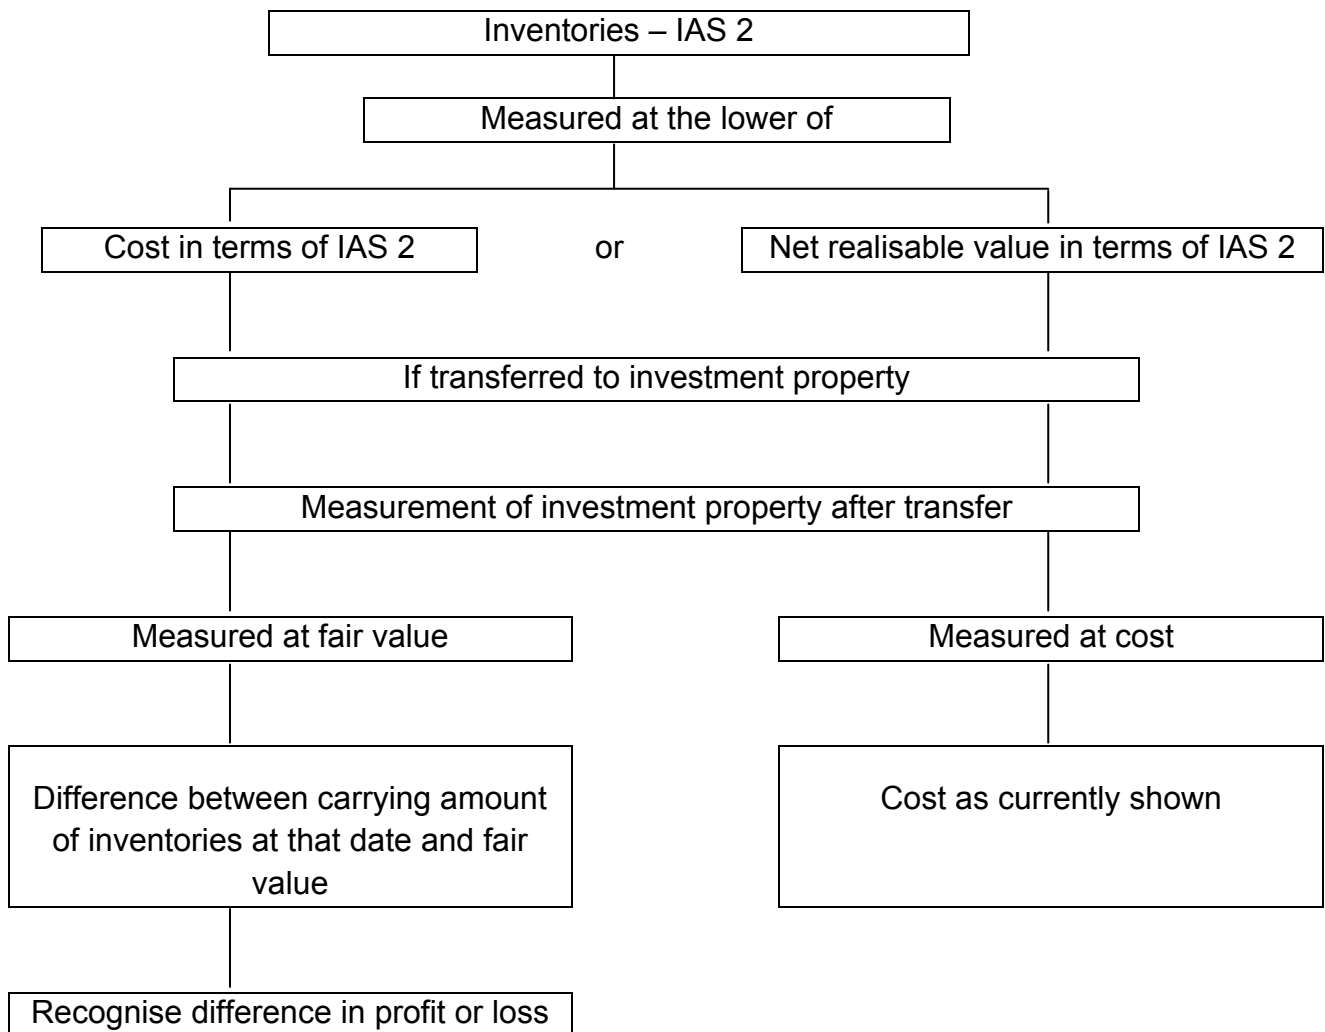 Inventories – IAS 2
Measured at the lower of
Cost in terms of IAS 2
or
Net realisable value in terms of IAS 2
If transferred to investment property
Measurement of investment property after transfer
Measured at fair value
Measured at cost
Difference between carrying amount
of inventories at that date and fair
value
Cost as currently shown
Recognise difference in profit or loss